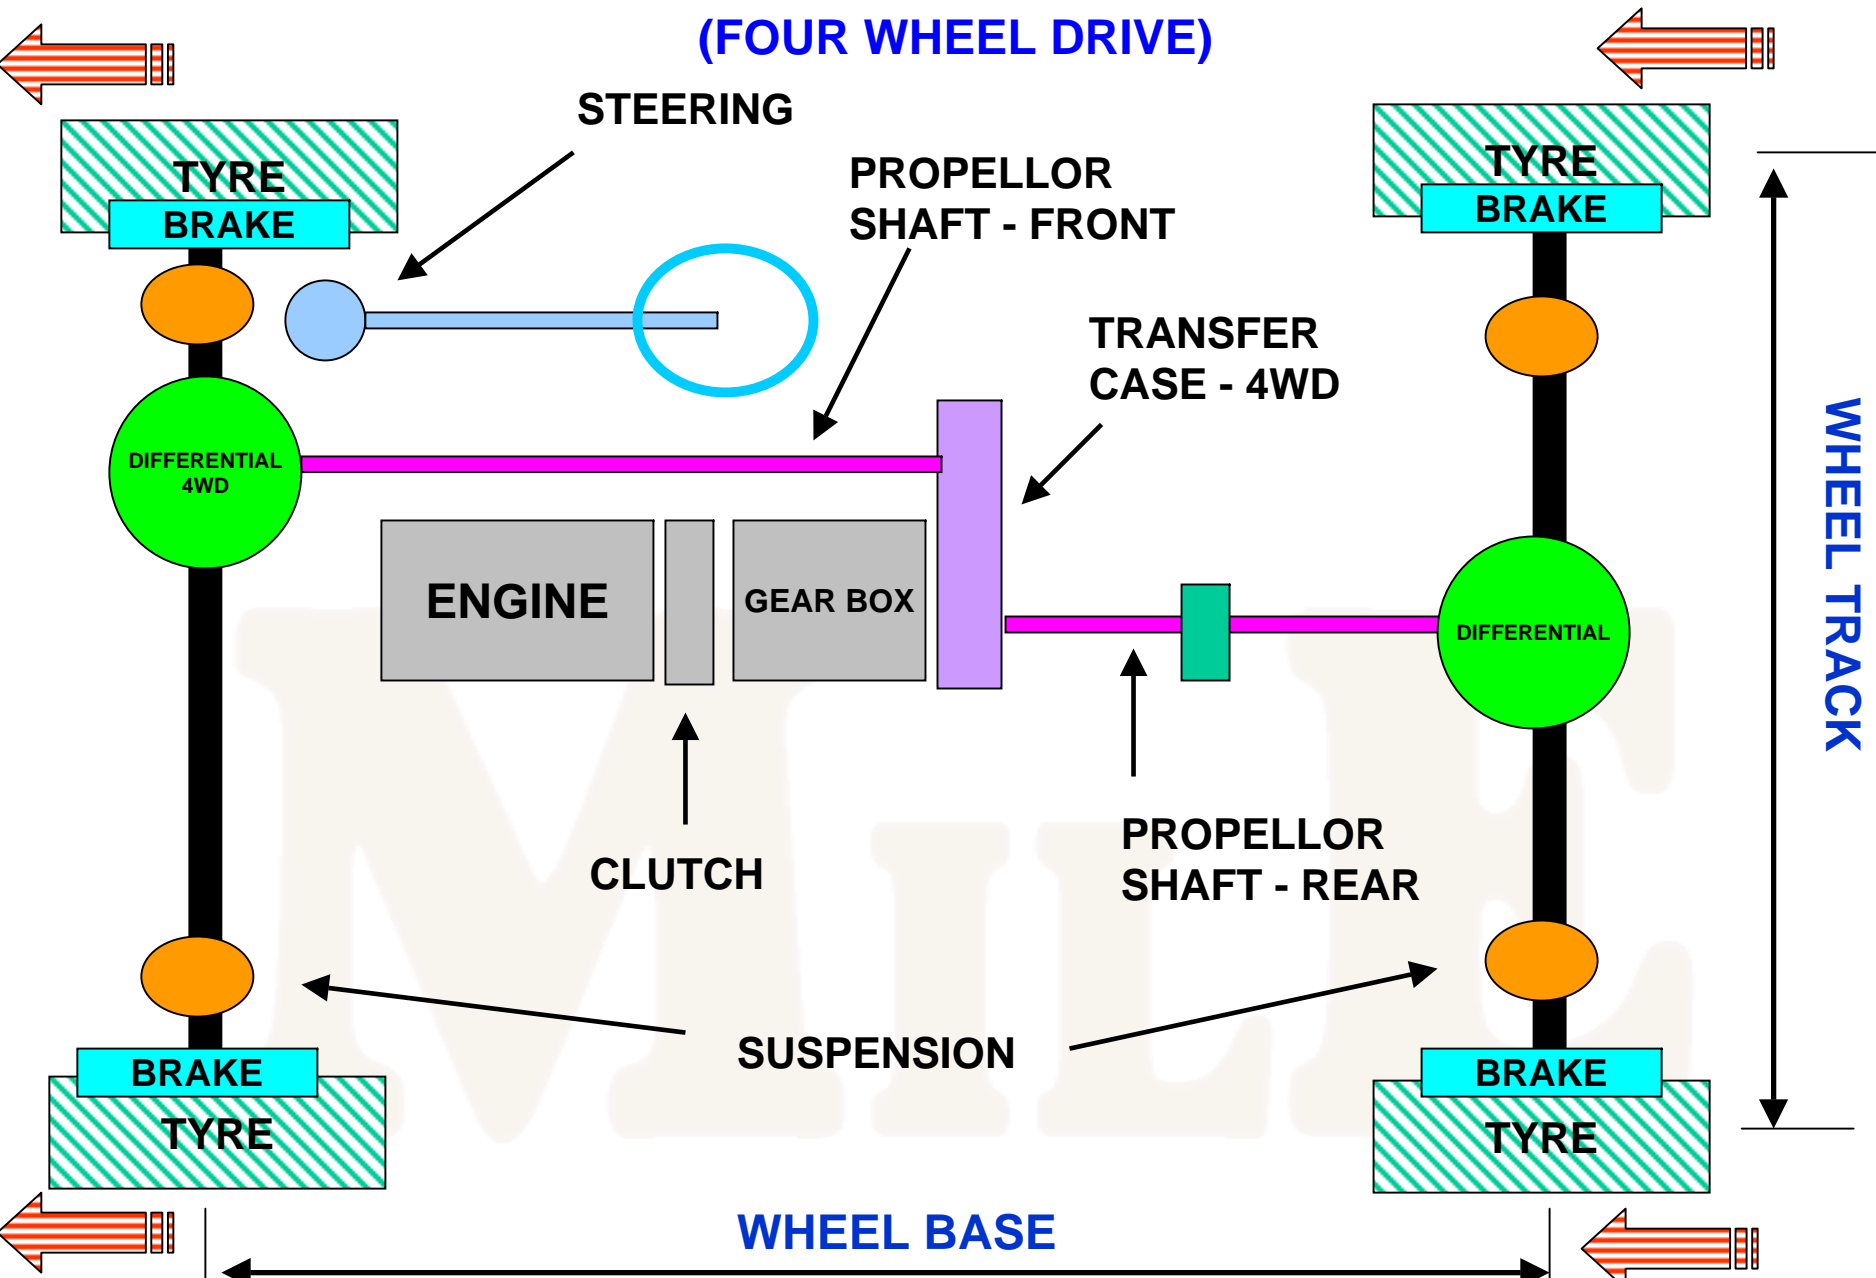 (FOUR WHEEL DRIVE)
STEERING
TYRE
BRAKE
PROPELLOR
SHAFT - FRONT
TYRE
BRAKE
TRANSFER
CASE - 4WD
DIFFERENTIAL
4WD
ENGINE
GEAR BOX
DIFFERENTIAL
WHEEL TRACK
CLUTCH
PROPELLOR
SHAFT - REAR
SUSPENSION
BRAKE
TYRE
BRAKE
TYRE
WHEEL BASE
MILE